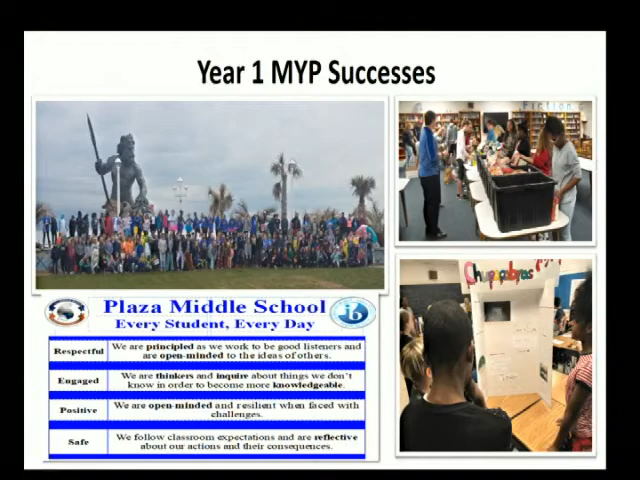 Year 1 MYP Successes
Fiction
Plaza Middle School
Every Student, Every Day
ib
Respectful
We are principled as we work to be good listeners and
are open-minded to the ideas of others.
Engaged
We are thinkers and inquire about things we don't
know in order to become more knowledgeable.
Positive
We are open-minded and resilient when faced with
challenges.
Safe
We follow classroom expectations and are reflective
about our actions and their consequences.